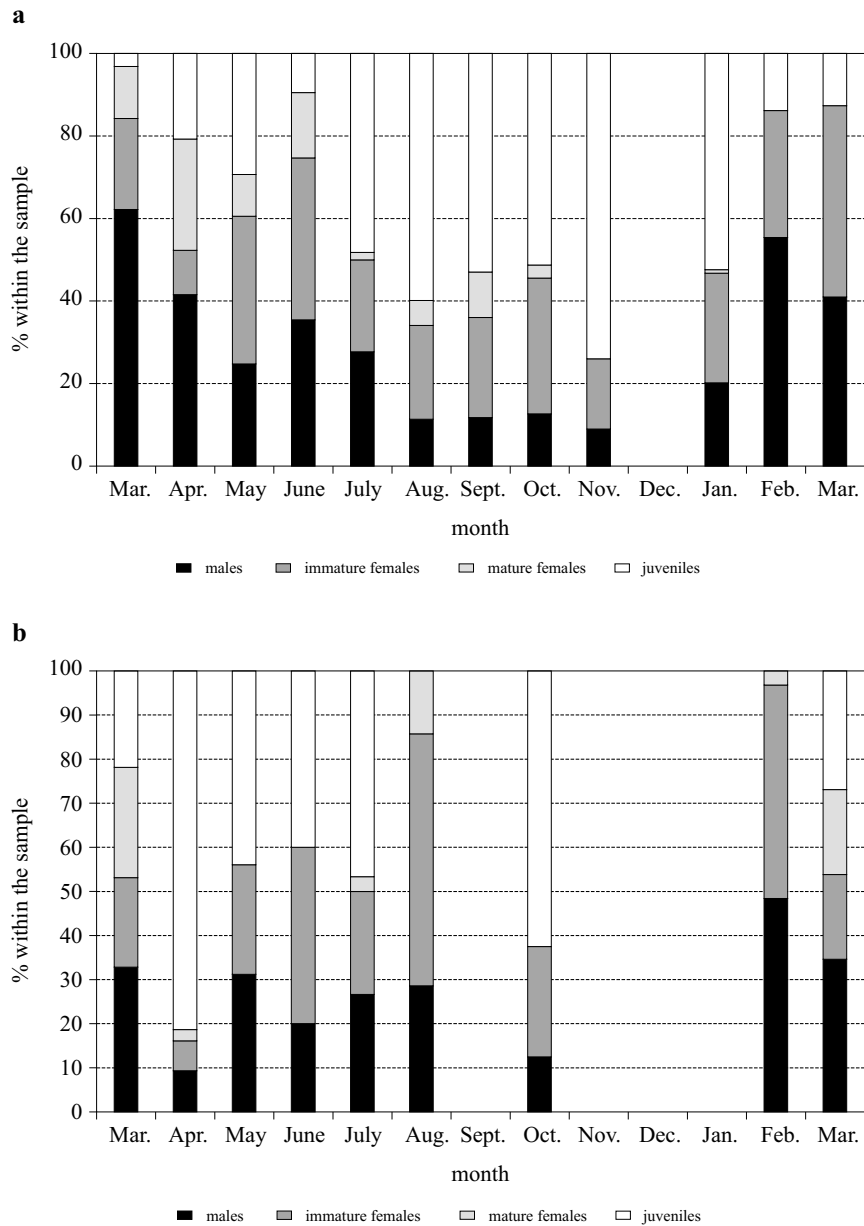 a
100
80
60
40
20
0
% within the sample
Mar. Apr. May June July Aug. Sept. Oct. Nov. Dec. Jan. Feb. Mar.
month
males immature females mature females juveniles
b
100
90
80
70
60
50
40
30
20
10
0
% within the sample
Mar. Apr. May June July Aug. Sept. Oct. Nov. Dec. Jan. Feb. Mar.
month
males immature females mature females juveniles